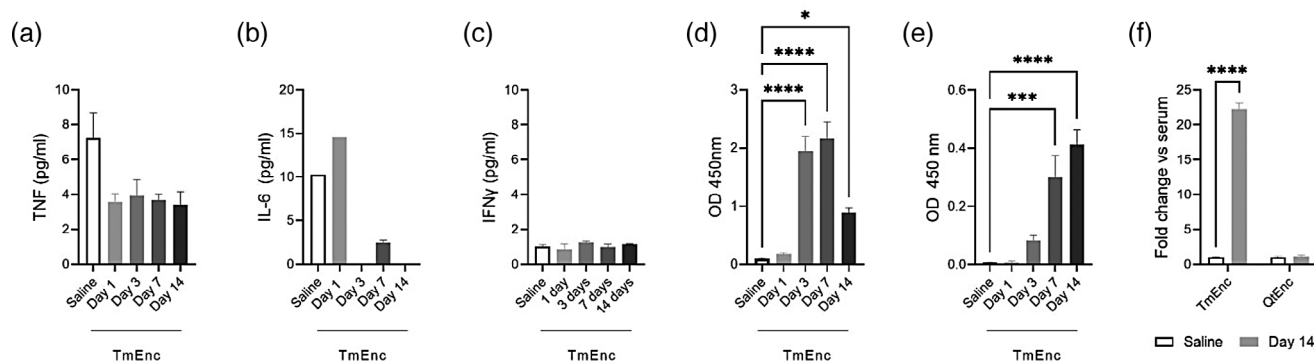 (a)
TNF (pg/ml)
10
8
6
4
2
0
Saline
Day 1
Day 3
Day 7
Day 14
TmEnc
(b)
IL-6 (pg/ml)
20
15
10
5
0
Saline
Day 1
Day 3
Day 7
Day 14
TmEnc
(c)
IFNγ (pg/ml)
10
8
6
4
2
0
Saline
1 day
3 days
7 days
14 days
TmEnc
(d)
*
****
****
OD 450nm
3
2
1
0
Saline
Day 1
Day 3
Day 7
Day 14
TmEnc
(e)
****
***
OD 450 nm
0.6
0.4
0.2
0.0
Saline
Day 1
Day 3
Day 7
Day 14
TmEnc
(f)
****
Fold change vs serum
25
20
15
10
5
0
TmEnc
QtEnc
Saline
Day 14